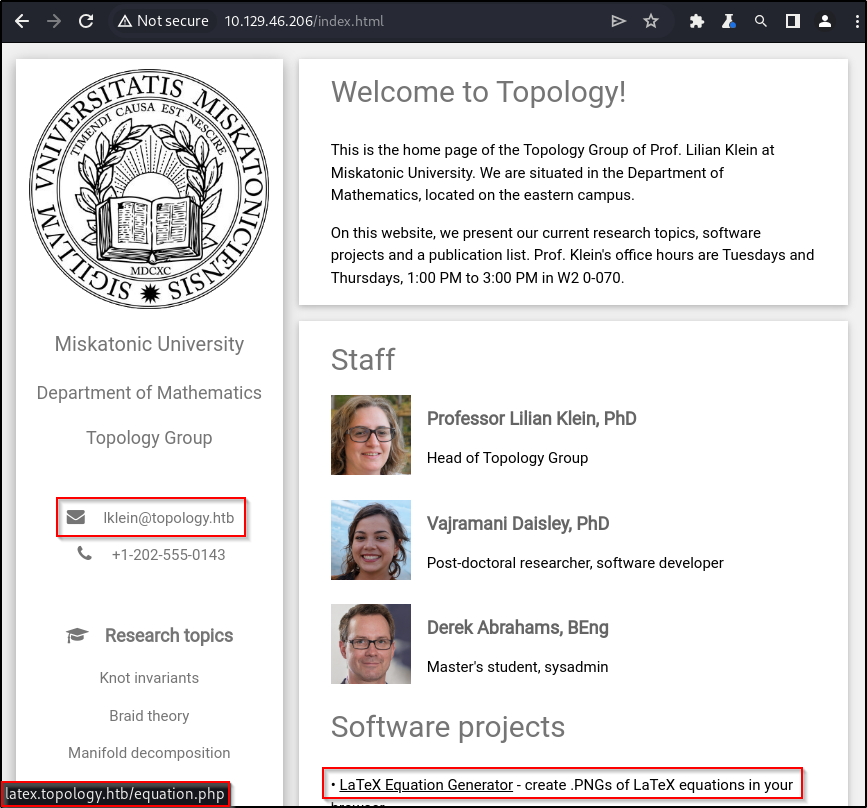 Not secure 10.129.46.206/index.html
SIGILLVM VNIVERSITATIS MISKATONICENSIS
TIMENDI CAUSA EST NESCIRE
MDCXC
Miskatonic University
Department of Mathematics
Topology Group
lklein@topology.htb
+1-202-555-0143
Research topics
Knot invariants
Braid theory
Manifold decomposition
latex.topology.htb/equation.php
Welcome to Topology!
This is the home page of the Topology Group of Prof. Lilian Klein at
Miskatonic University. We are situated in the Department of
Mathematics, located on the eastern campus.
On this website, we present our current research topics, software
projects and a publication list. Prof. Klein's office hours are Tuesdays and
Thursdays, 1:00 PM to 3:00 PM in W2 0-070.
Staff
Professor Lilian Klein, PhD
Head of Topology Group
Vajramani Daisley, PhD
Post-doctoral researcher, software developer
Derek Abrahams, BEng
Master's student, sysadmin
Software projects
• LaTeX Equation Generator - create .PNGs of LaTeX equations in your